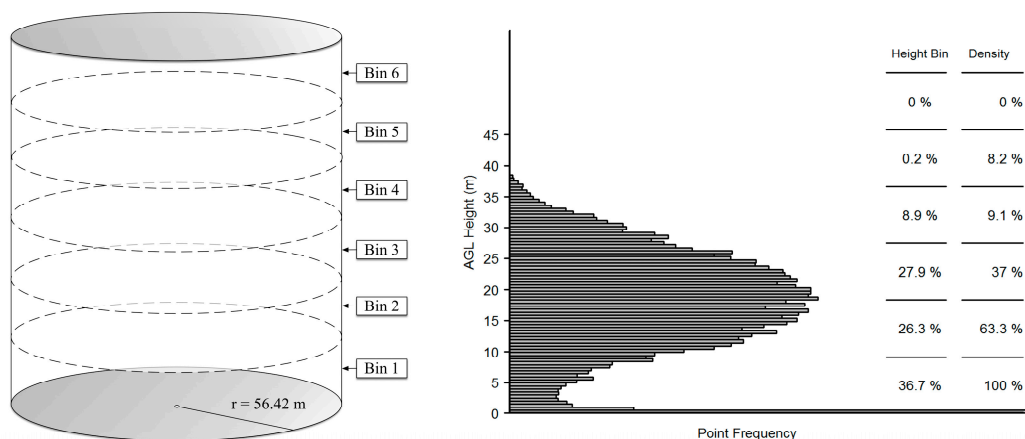 Bin 6
Bin 5
Bin 4
Bin 3
Bin 2
Bin 1
r = 56.42 m
AGL Height (m)
45
40
35
30
25
20
15
10
5
0
Point Frequency
Height Bin Density
0 % 0 %
0.2 % 8.2 %
8.9 % 9.1 %
27.9 % 37 %
26.3 % 63.3 %
36.7 % 100 %